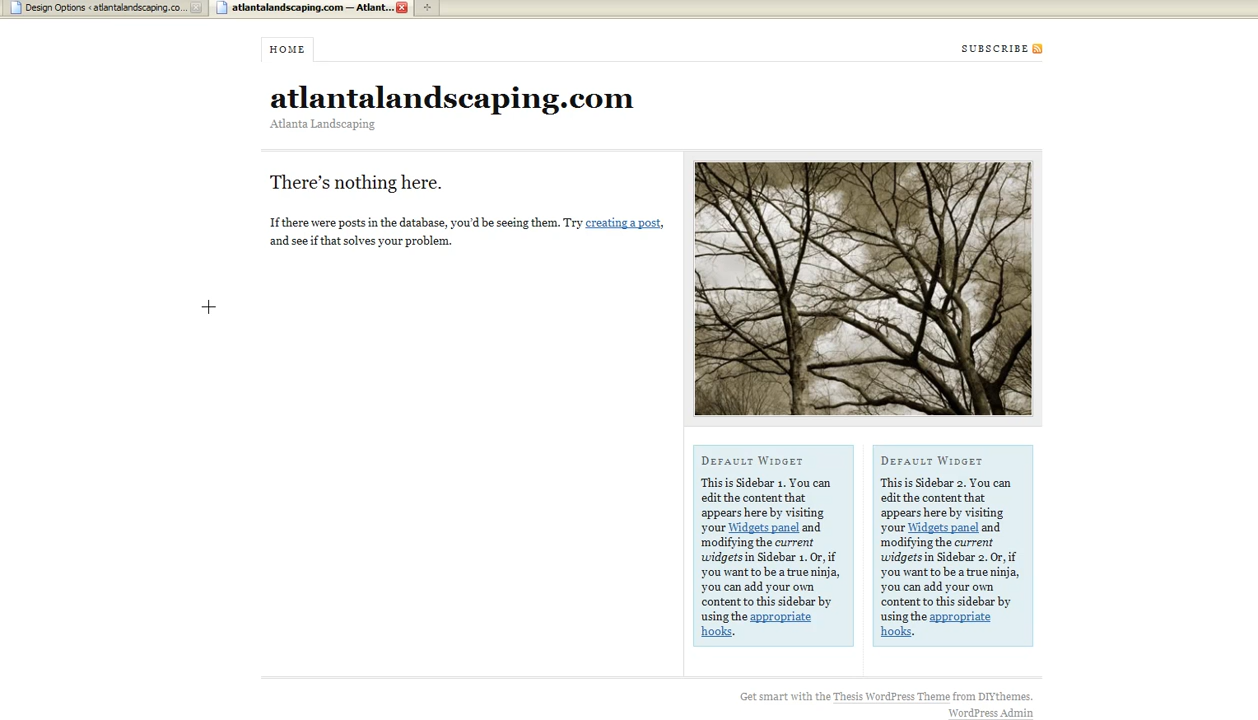 Design Options ‹ atlantalandscaping.co...
atlantalandscaping.com — Atlant...
HOME
SUBSCRIBE
atlantalandscaping.com
Atlanta Landscaping
There's nothing here.
If there were posts in the database, you'd be seeing them. Try creating a post,
and see if that solves your problem.
DEFAULT WIDGET
This is Sidebar 1. You can
edit the content that
appears here by visiting
your Widgets panel and
modifying the current
widgets in Sidebar 1. Or, if
you want to be a true ninja,
you can add your own
content to this sidebar by
using the appropriate
hooks.
DEFAULT WIDGET
This is Sidebar 2. You can
edit the content that
appears here by visiting
your Widgets panel and
modifying the current
widgets in Sidebar 2. Or, if
you want to be a true ninja,
you can add your own
content to this sidebar by
using the appropriate
hooks.
Get smart with the Thesis WordPress Theme from DIYthemes.
WordPress Admin